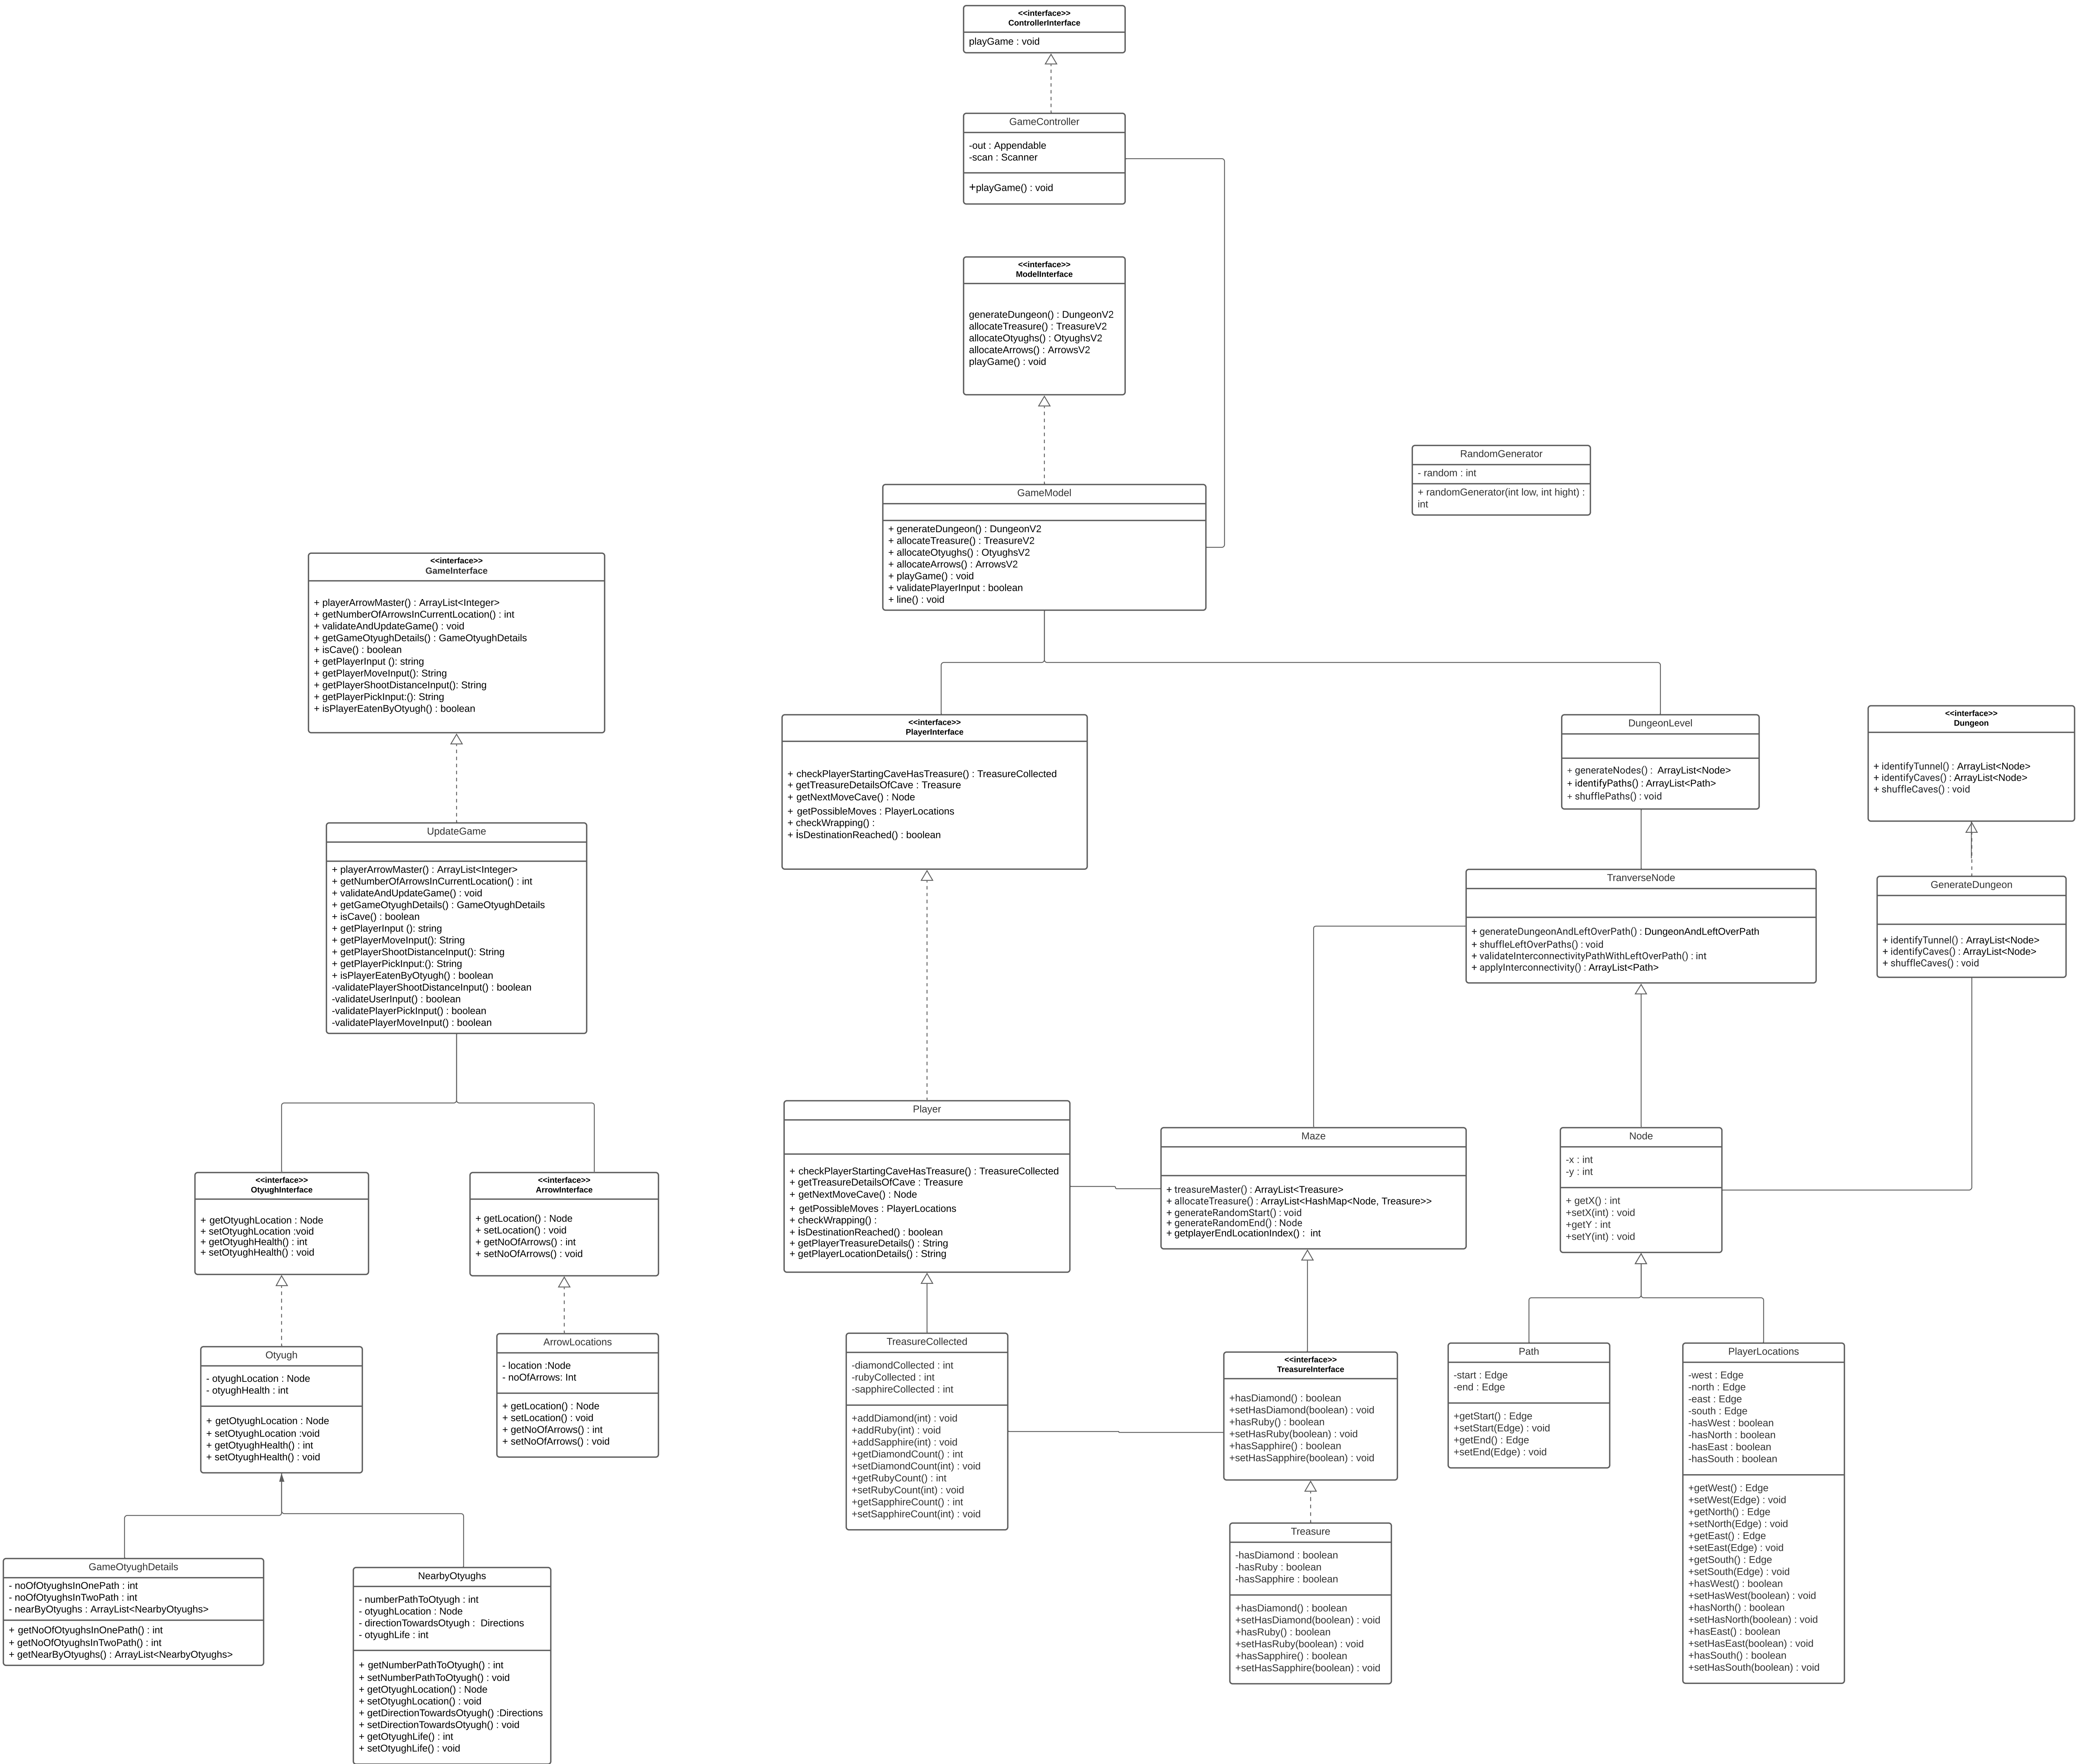 <<interface>>
ControllerInterface
playGame : void
GameController
-out : Appendable
-scan : Scanner
+playGame() : void
<<interface>>
ModelInterface
generateDungeon() : DungeonV2
allocateTreasure() : TreasureV2
allocateOtyughs() : OtyughsV2
allocateArrows() : ArrowsV2
playGame() : void
RandomGenerator
- random : int
+ randomGenerator(int low, int hight) :
int
GameModel
+ generateDungeon() : DungeonV2
+ allocateTreasure() : TreasureV2
+ allocateOtyughs() : OtyughsV2
+ allocateArrows() : ArrowsV2
+ playGame() : void
+ validatePlayerInput : boolean
+ line() : void
<<interface>>
GameInterface
+ playerArrowMaster() : ArrayList<Integer>
+ getNumberOfArrowsInCurrentLocation() : int
+ validateAndUpdateGame() : void
+ getGameOtyughDetails() : GameOtyughDetails
+ isCave() : boolean
+ getPlayerInput (): string
+ getPlayerMoveInput(): String
+ getPlayerShootDistanceInput(): String
+ getPlayerPickInput:(): String
+ isPlayerEatenByOtyugh() : boolean
<<interface>>
PlayerInterface
+ checkPlayerStartingCaveHasTreasure() : TreasureCollected
+ getTreasureDetailsOfCave : Treasure
+ getNextMoveCave() : Node
+ getPossibleMoves : PlayerLocations
+ checkWrapping() :
+ isDestinationReached() : boolean
DungeonLevel
+ generateNodes() : ArrayList<Node>
+ identifyPaths() : ArrayList<Path>
+ shufflePaths() : void
<<interface>>
Dungeon
+ identifyTunnel() : ArrayList<Node>
+ identifyCaves() : ArrayList<Node>
+ shuffleCaves() : void
UpdateGame
+ playerArrowMaster() : ArrayList<Integer>
+ getNumberOfArrowsInCurrentLocation() : int
+ validateAndUpdateGame() : void
+ getGameOtyughDetails() : GameOtyughDetails
+ isCave() : boolean
+ getPlayerInput (): string
+ getPlayerMoveInput(): String
+ getPlayerShootDistanceInput(): String
+ getPlayerPickInput:(): String
+ isPlayerEatenByOtyugh() : boolean
-validatePlayerShootDistanceInput() : boolean
-validateUserInput() : boolean
-validatePlayerPickInput() : boolean
-validatePlayerMoveInput() : boolean
TranverseNode
+ generateDungeonAndLeftOverPath() : DungeonAndLeftOverPath
+ shuffleLeftOverPaths() : void
+ validateInterconnectivityPathWithLeftOverPath() : int
+ applyInterconnectivity() : ArrayList<Path>
GenerateDungeon
+ identifyTunnel() : ArrayList<Node>
+ identifyCaves() : ArrayList<Node>
+ shuffleCaves() : void
Player
+ checkPlayerStartingCaveHasTreasure() : TreasureCollected
+ getTreasureDetailsOfCave : Treasure
+ getNextMoveCave() : Node
+ getPossibleMoves : PlayerLocations
+ checkWrapping() :
+ isDestinationReached() : boolean
+ getPlayerTreasureDetails() : String
+ getPlayerLocationDetails() : String
Maze
+ treasureMaster() : ArrayList<Treasure>
+ allocateTreasure() : ArrayList<HashMap<Node, Treasure>>
+ generateRandomStart() : void
+ generateRandomEnd() : Node
+ getplayerEndLocationIndex() : int
Node
-x : int
-y : int
+ getX() : int
+setX(int) : void
+getY : int
+setY(int) : void
<<interface>>
OtyughInterface
+ getOtyughLocation : Node
+ setOtyughLocation :void
+ getOtyughHealth() : int
+ setOtyughHealth() : void
<<interface>>
ArrowInterface
+ getLocation() : Node
+ setLocation() : void
+ getNoOfArrows() : int
+ setNoOfArrows() : void
Otyugh
- otyughLocation : Node
- otyughHealth : int
+ getOtyughLocation : Node
+ setOtyughLocation :void
+ getOtyughHealth() : int
+ setOtyughHealth() : void
ArrowLocations
- location :Node
- noOfArrows: Int
+ getLocation() : Node
+ setLocation() : void
+ getNoOfArrows() : int
+ setNoOfArrows() : void
TreasureCollected
-diamondCollected : int
-rubyCollected : int
-sapphireCollected : int
+addDiamond(int) : void
+addRuby(int) : void
+addSapphire(int) : void
+getDiamondCount() : int
+setDiamondCount(int) : void
+getRubyCount() : int
+setRubyCount(int) : void
+getSapphireCount() : int
+setSapphireCount(int) : void
<<interface>>
TreasureInterface
+hasDiamond() : boolean
+setHasDiamond(boolean) : void
+hasRuby() : boolean
+setHasRuby(boolean) : void
+hasSapphire() : boolean
+setHasSapphire(boolean) : void
Path
-start : Edge
-end : Edge
+getStart() : Edge
+setStart(Edge) : void
+getEnd() : Edge
+setEnd(Edge) : void
PlayerLocations
-west : Edge
-north : Edge
-east : Edge
-south : Edge
-hasWest : boolean
-hasNorth : boolean
-hasEast : boolean
-hasSouth : boolean
+getWest() : Edge
+setWest(Edge) : void
+getNorth() : Edge
+setNorth(Edge) : void
+getEast() : Edge
+setEast(Edge) : void
+getSouth() : Edge
+setSouth(Edge) : void
+hasWest() : boolean
+setHasWest(boolean) : void
+hasNorth() : boolean
+setHasNorth(boolean) : void
+hasEast() : boolean
+setHasEast(boolean) : void
+hasSouth() : boolean
+setHasSouth(boolean) : void
Treasure
-hasDiamond : boolean
-hasRuby : boolean
-hasSapphire : boolean
+hasDiamond() : boolean
+setHasDiamond(boolean) : void
+hasRuby() : boolean
+setHasRuby(boolean) : void
+hasSapphire() : boolean
+setHasSapphire(boolean) : void
GameOtyughDetails
- noOfOtyughsInOnePath : int
- noOfOtyughsInTwoPath : int
- nearByOtyughs : ArrayList<NearbyOtyughs>
+ getNoOfOtyughsInOnePath() : int
+ getNoOfOtyughsInTwoPath() : int
+ getNearByOtyughs() : ArrayList<NearbyOtyughs>
NearbyOtyughs
- numberPathToOtyugh : int
- otyughLocation : Node
- directionTowardsOtyugh : Directions
- otyughLife : int
+ getNumberPathToOtyugh() : int
+ setNumberPathToOtyugh() : void
+ getOtyughLocation() : Node
+ setOtyughLocation() : void
+ getDirectionTowardsOtyugh() :Directions
+ setDirectionTowardsOtyugh() : void
+ getOtyughLife() : int
+ setOtyughLife() : void